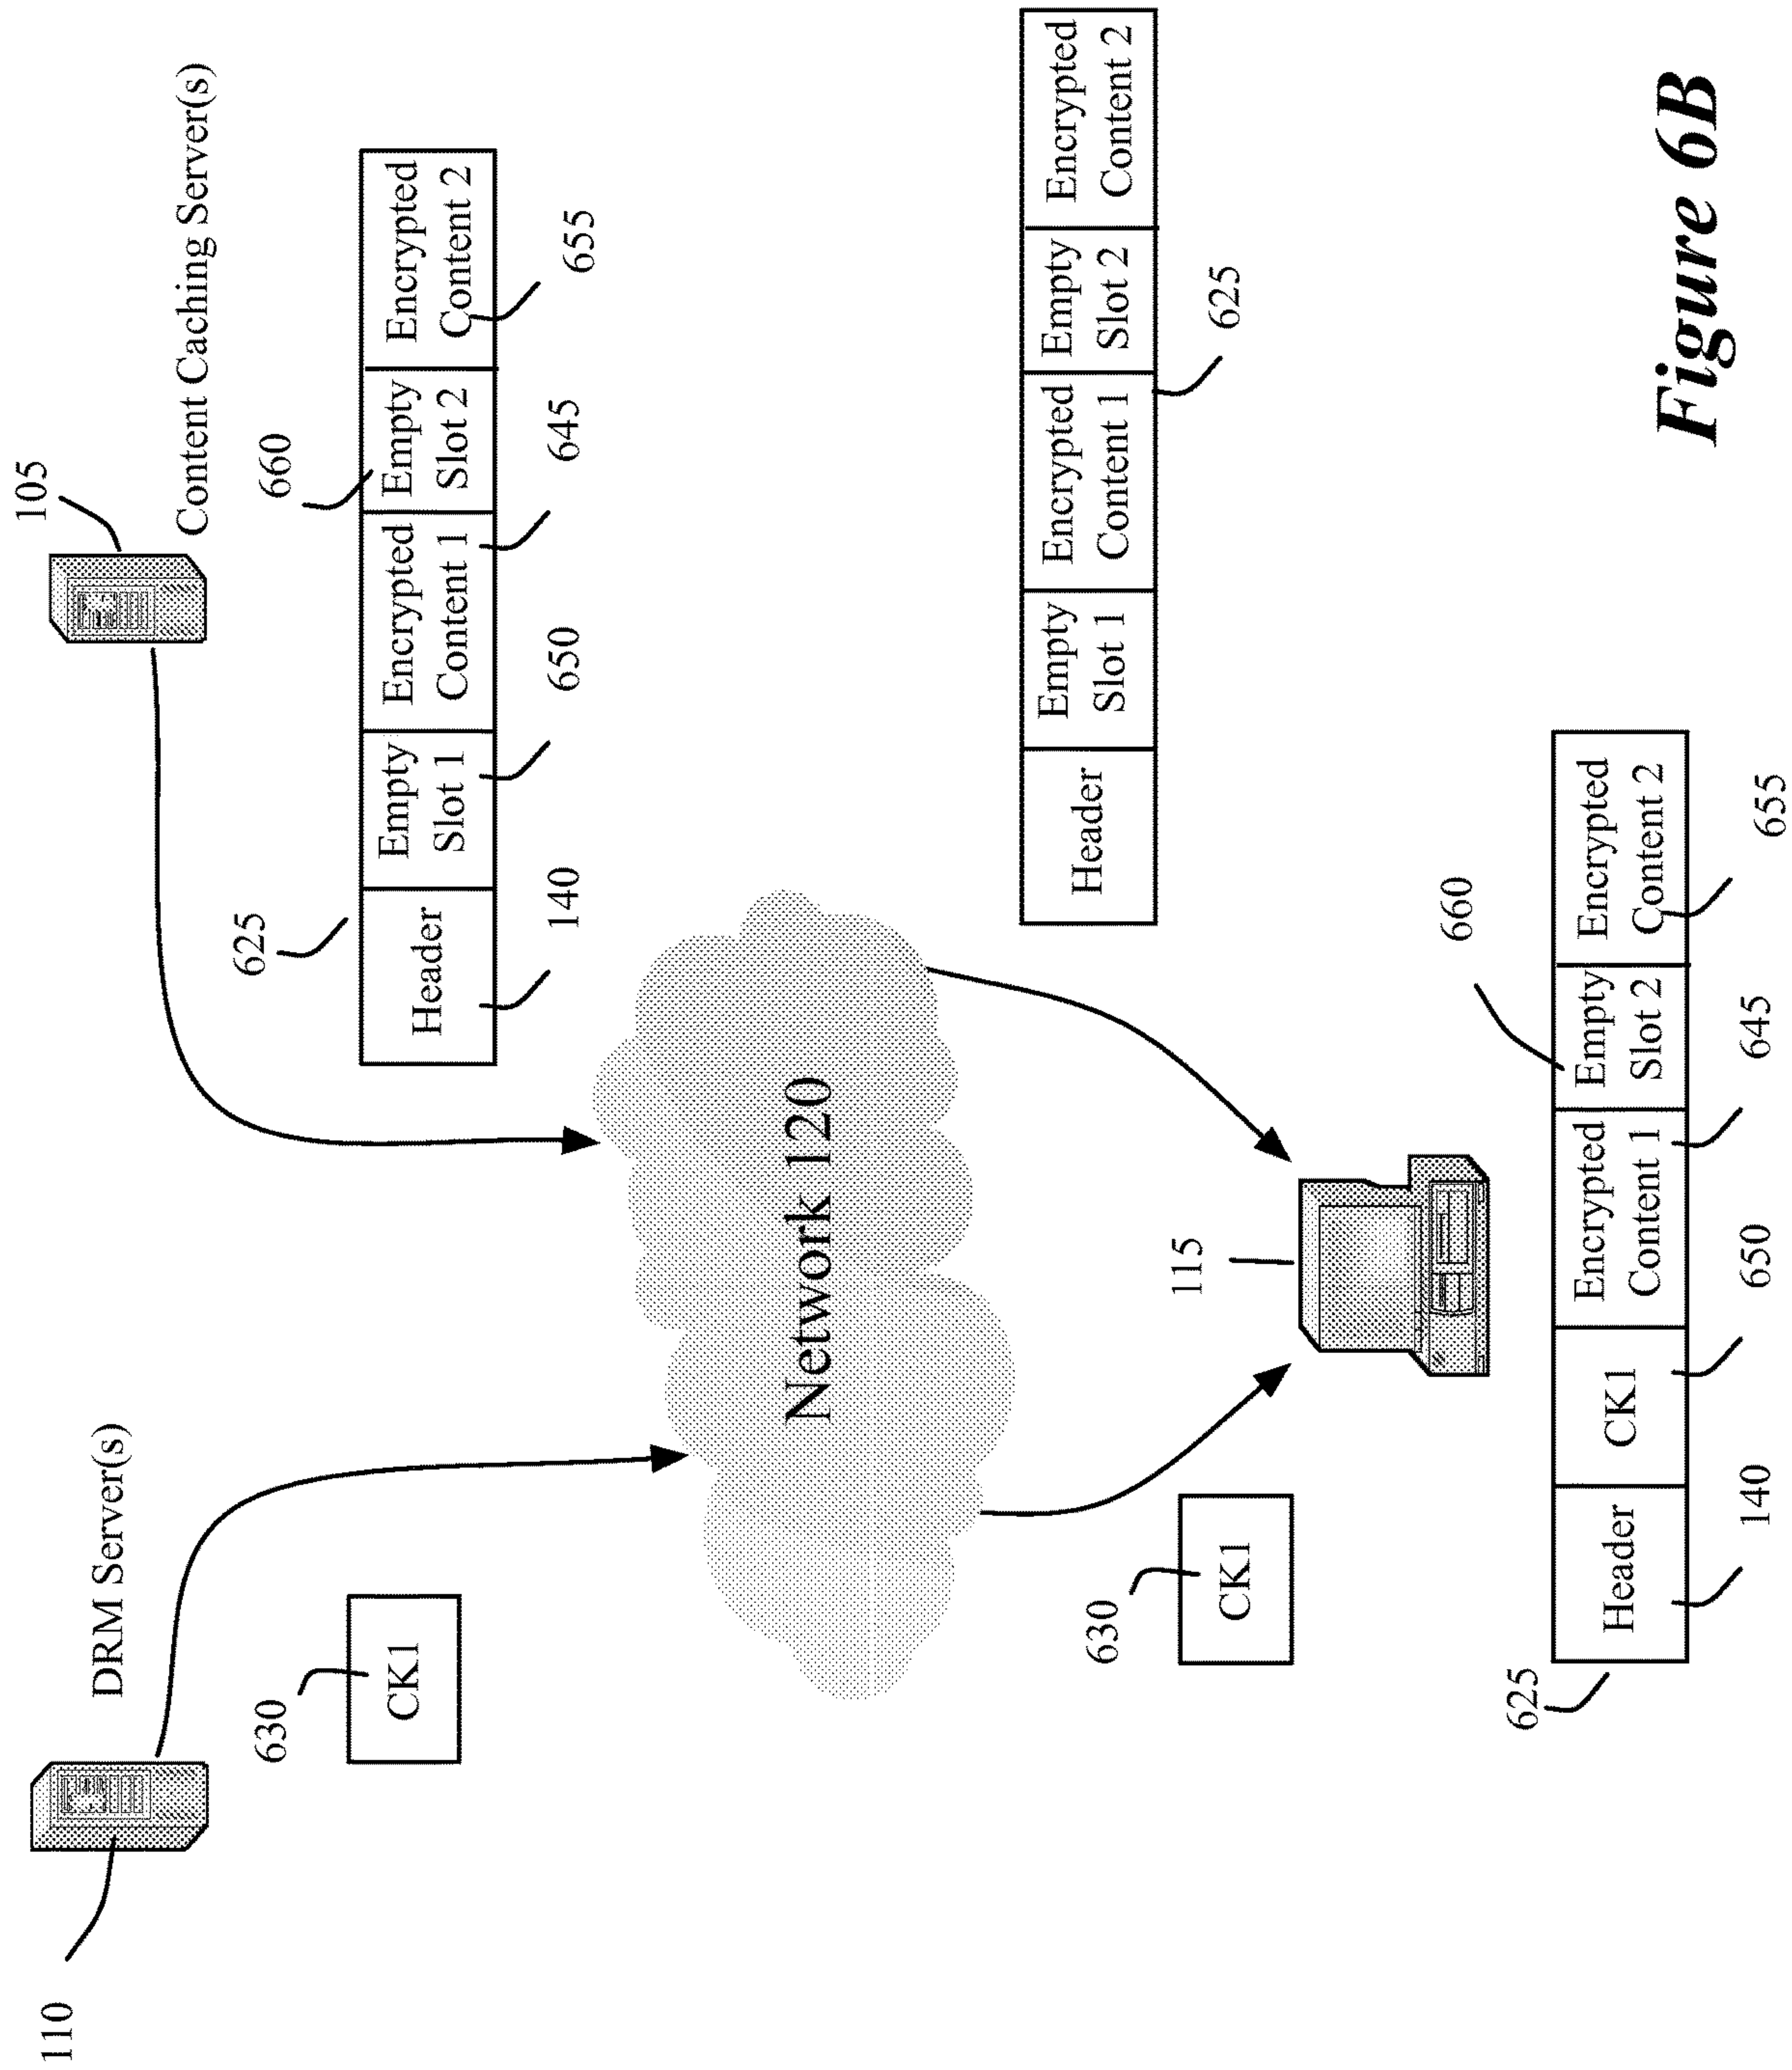 110
DRM Server(s)
105
Content Caching Server(s)
630
CK1
625
660
Header
Empty
Slot 1
Encrypted
Content 1
Empty
Slot 2
Encrypted
Content 2
140
650
645
655
Network 120
Header
Empty
Slot 1
Encrypted
Content 1
Empty
Slot 2
Encrypted
Content 2
625
630
CK1
115
660
625
Header
CK1
Encrypted
Content 1
Empty
Slot 2
Encrypted
Content 2
140
650
645
655
Figure 6B